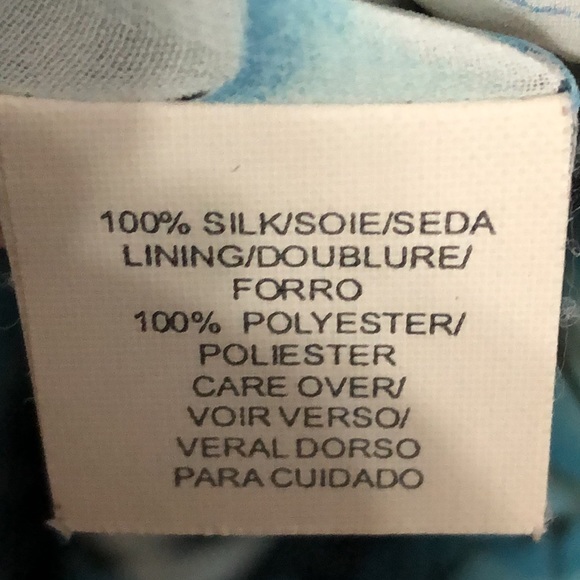 100% SILK/SOIE/SEDA
LINING/DOUBLURE/
FORRO
100% POLYESTER/
POLIESTER
CARE OVER/
VOIR VERSO/
VERAL DORSO
PARA CUIDADO